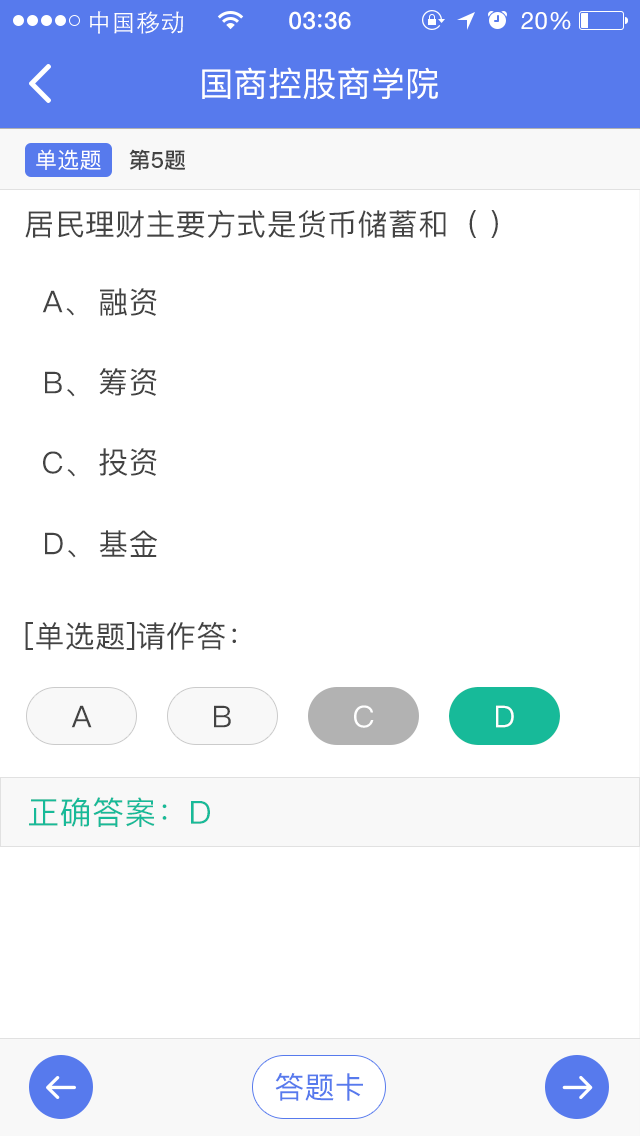 中国移动 03:36 20%
国商控股商学院
单选题 第5题
居民理财主要方式是货币储蓄和（ ）
A、 融资
B、 筹资
C、 投资
D、 基金
[单选题]请作答：
A B C D
正确答案： D
答题卡